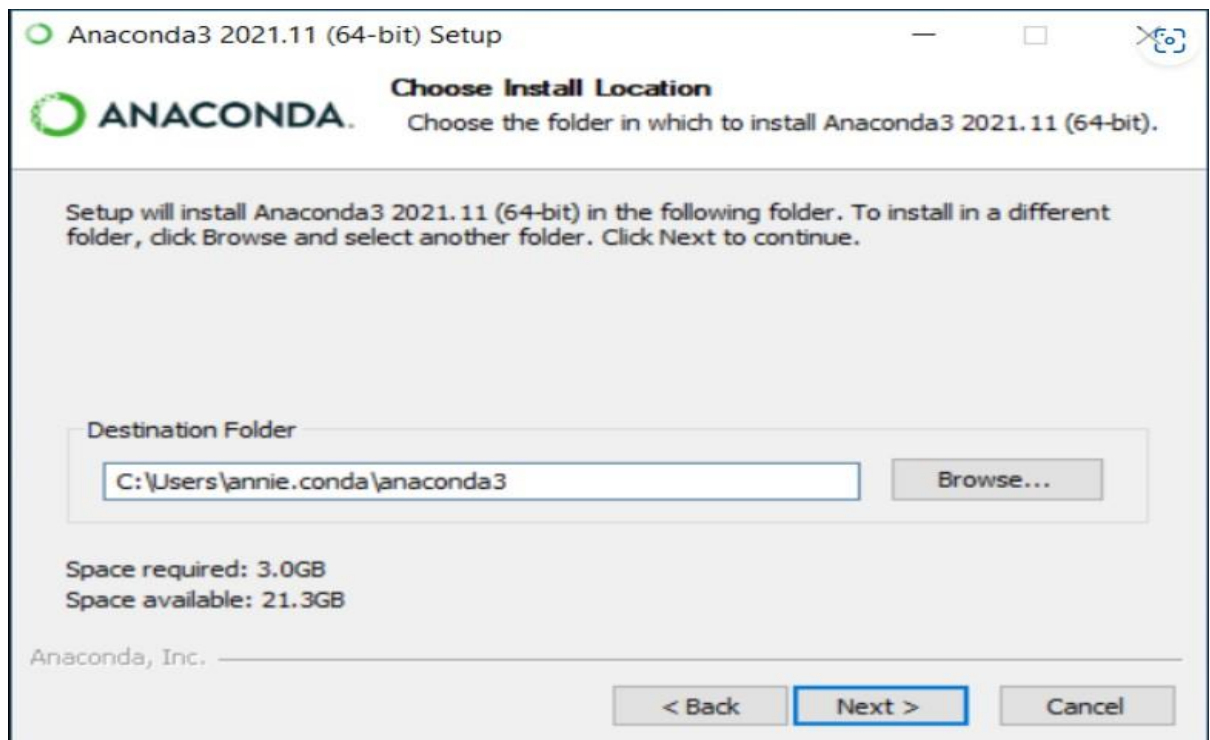 Anaconda3 2021.11 (64-bit) Setup
ANACONDA.
Choose Install Location
Choose the folder in which to install Anaconda3 2021.11 (64-bit).
Setup will install Anaconda3 2021.11 (64-bit) in the following folder. To install in a different
folder, click Browse and select another folder. Click Next to continue.
Destination Folder
C:\Users\annie.conda\anaconda3
Browse...
Space required: 3.0GB
Space available: 21.3GB
Anaconda, Inc.
< Back
Next >
Cancel